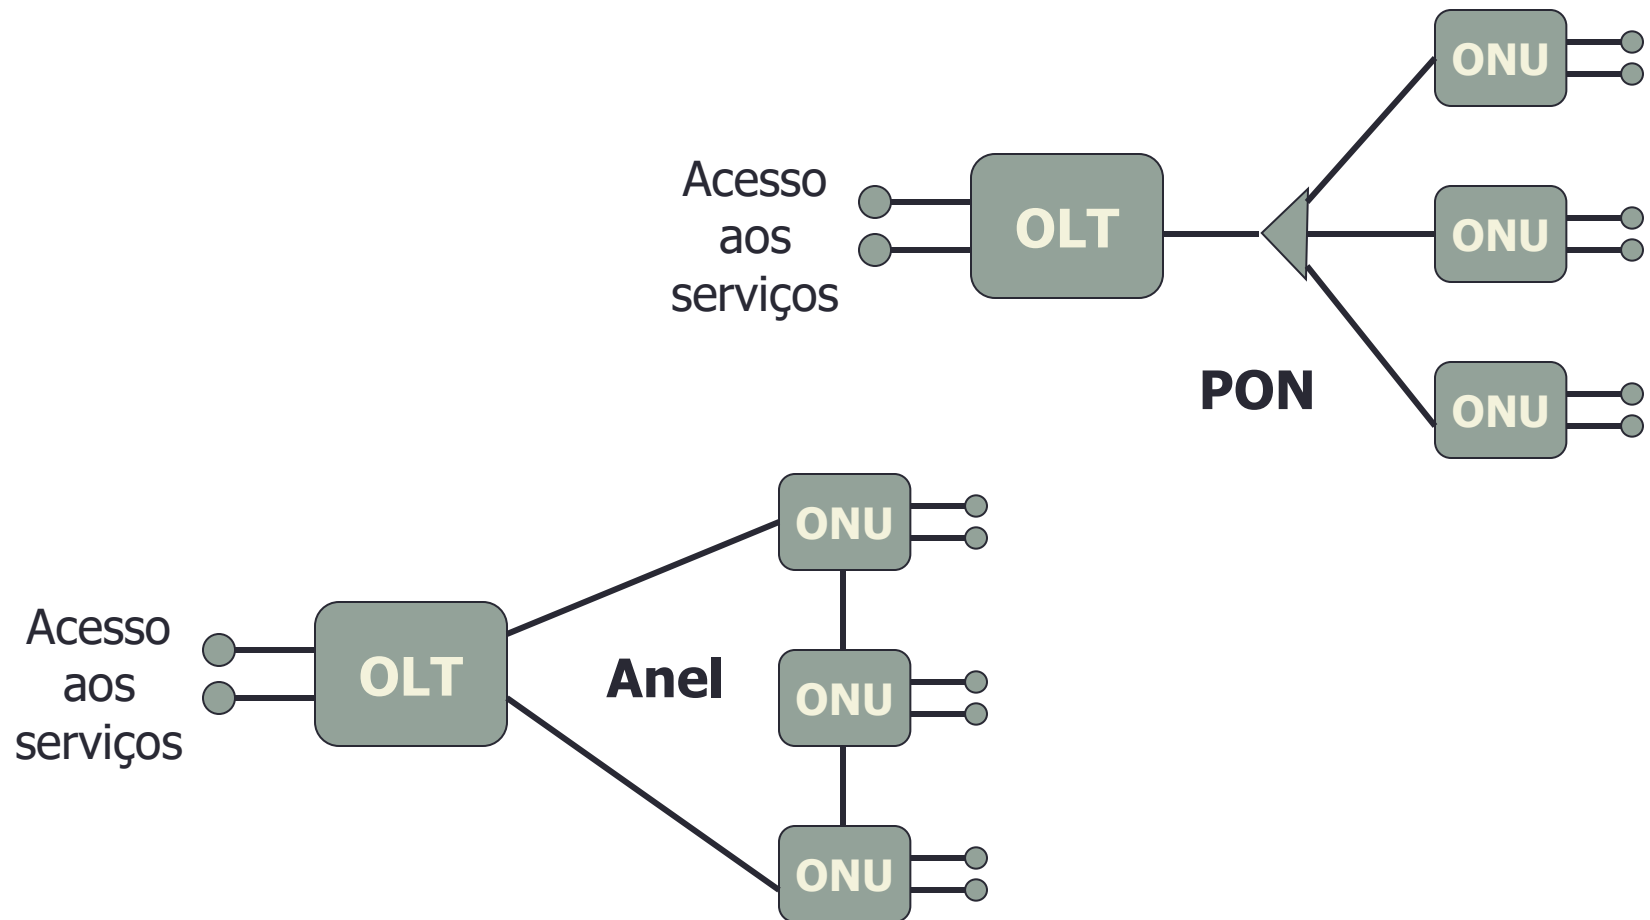 ONU
Acesso
aos
serviços
OLT
ONU
PON
ONU
ONU
Acesso
aos
serviços
OLT
Anel
ONU
ONU